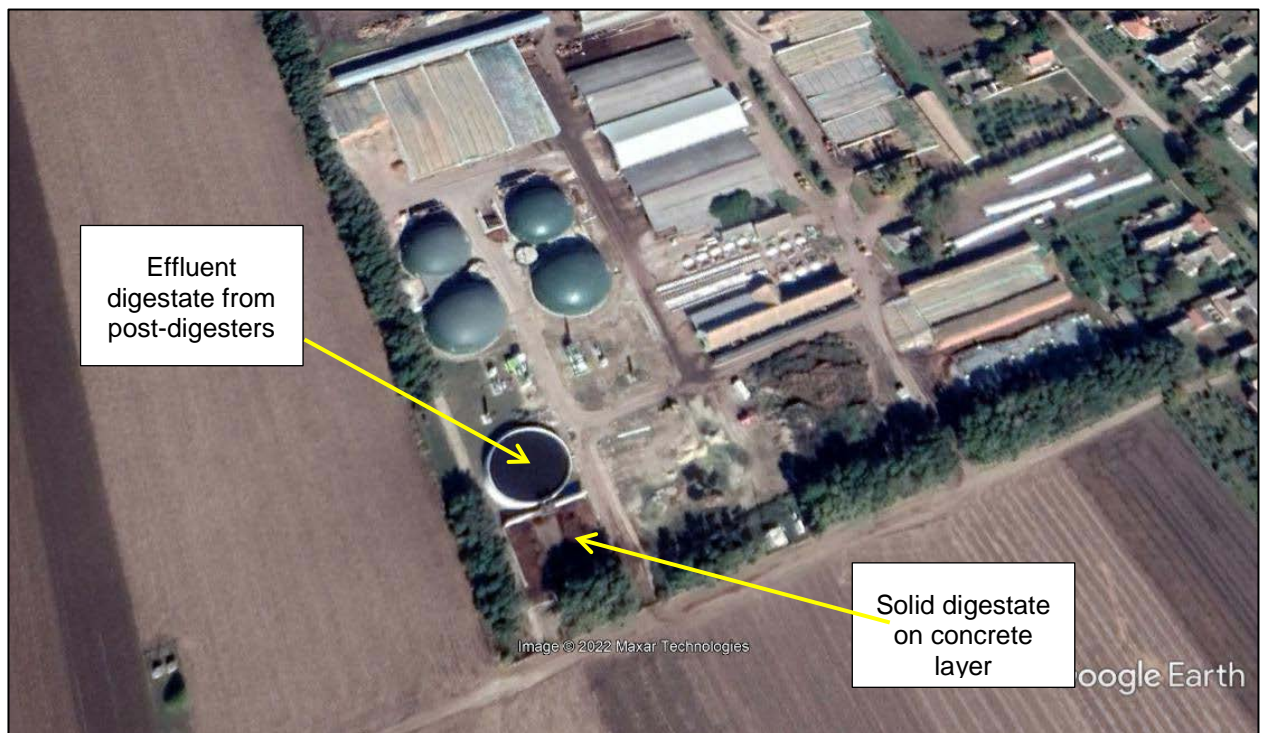 Effluent
digestate from
post-digesters
Solid digestate
on concrete
layer
Image © 2022 Maxar Technologies
oogle Earth